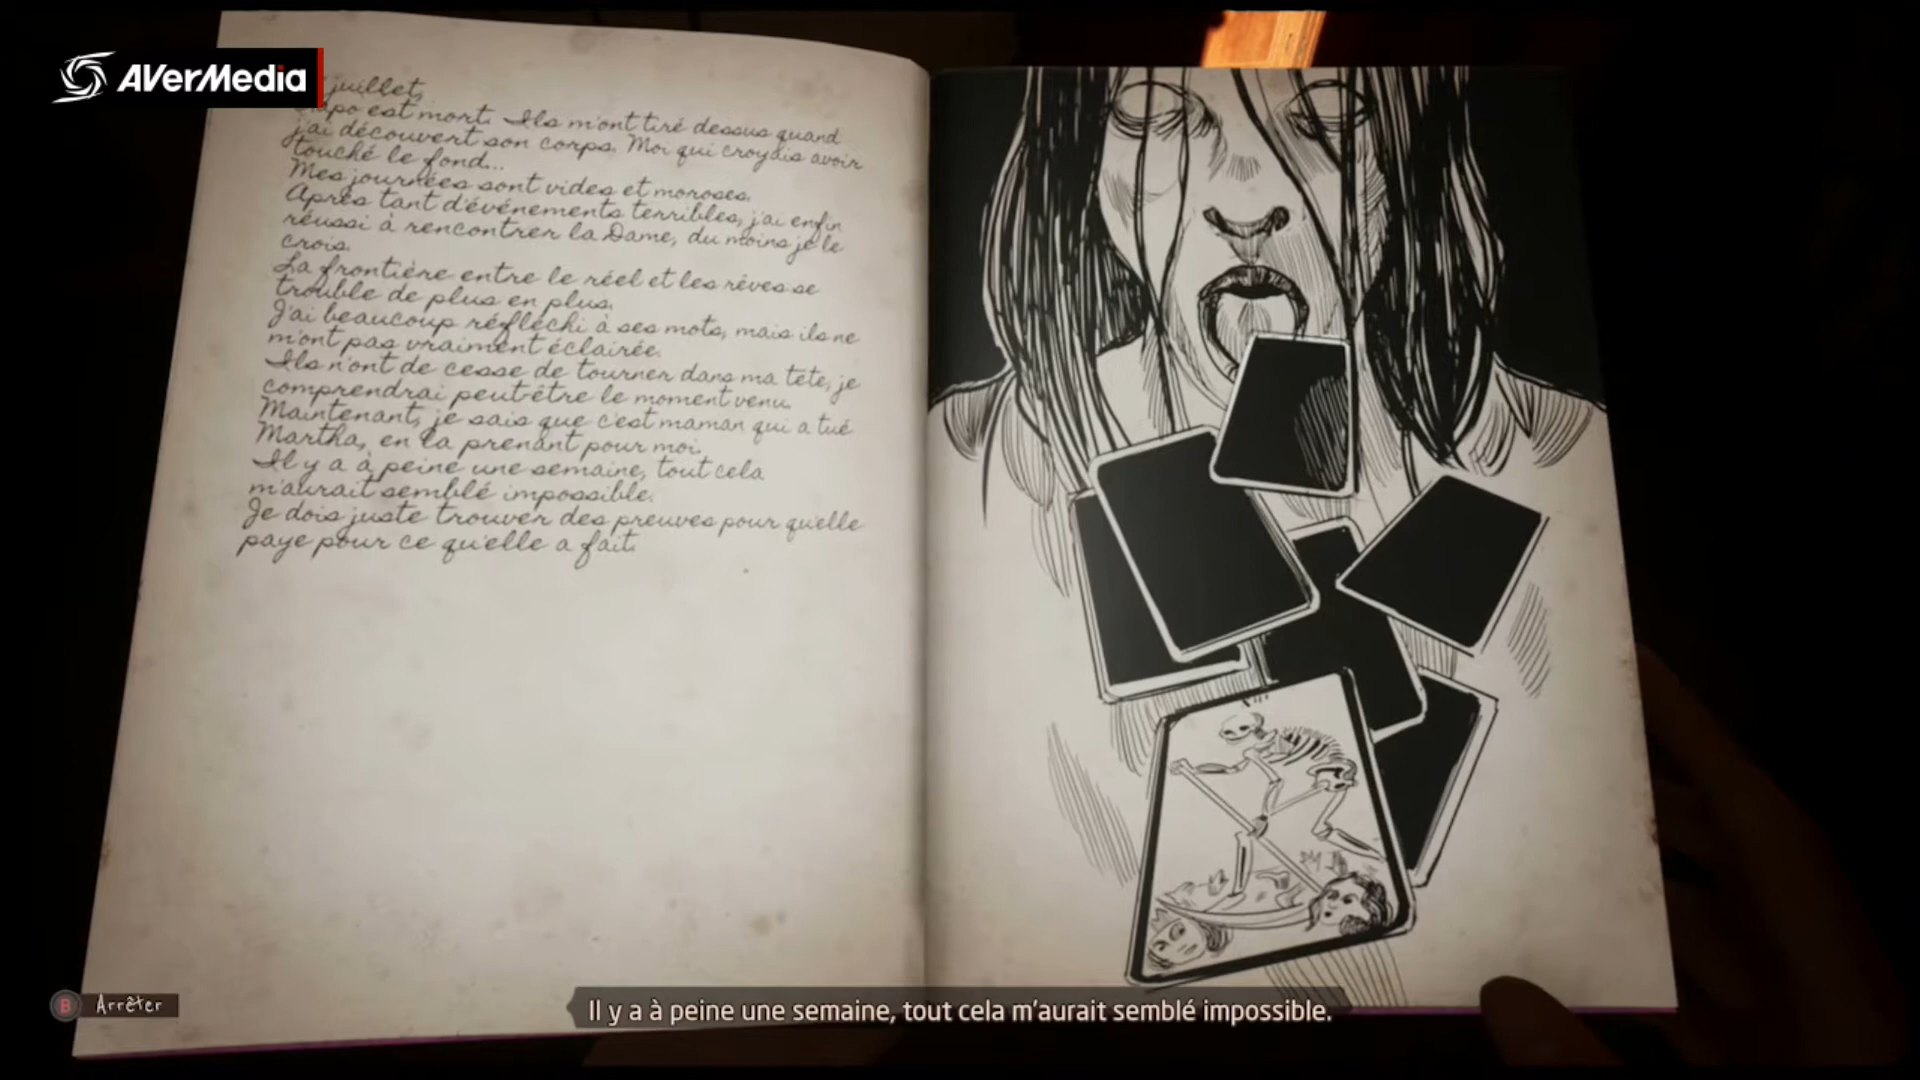 AVerMedia
juillet,
est mort. Ils m'ont tiré dessus quand
j'ai découvert son corps. Moi qui croyais avoir
touché le fond...
Mes journées sont vides et moroses.
Après tant d'événements terribles, j'ai enfin
réussi à rencontrer la Dame, du moins je le
crois.
La frontière entre le réel et les rêves se
trouble de plus en plus.
J'ai beaucoup réfléchi à ses mots, mais ils ne
m'ont pas vraiment éclairée.
Ils n'ont de cesse de tourner dans ma tete, je
comprendrai peut-être le moment venu.
Maintenant, je sais que c'est maman qui a tué
Martha, en la prenant pour moi.
Il y a à peine une semaine, tout cela
m'aurait semblé impossible.
Je dois juste trouver des preuves pour qu'elle
paye pour ce qu'elle a fait.
XIII
B Arrêter
Il y a à peine une semaine, tout cela m'aurait semblé impossible.